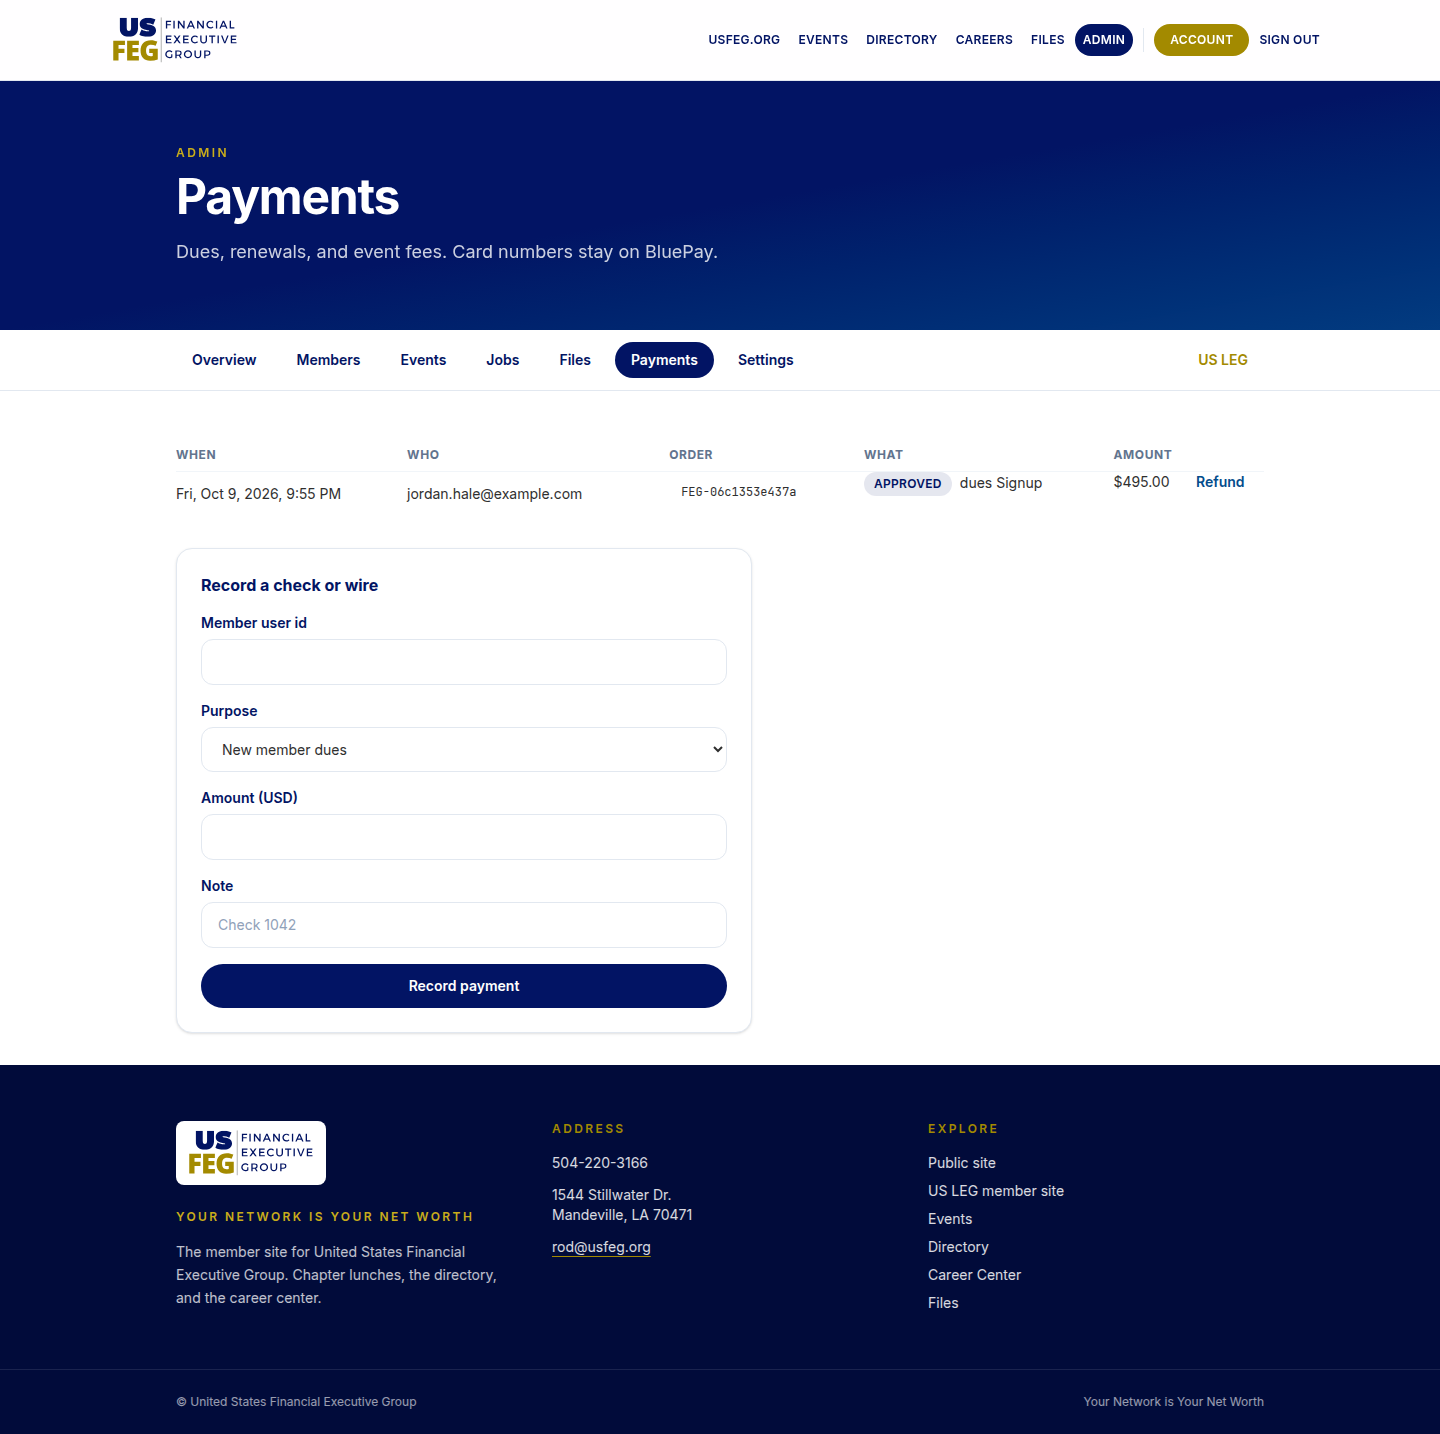 US FEG FINANCIAL EXECUTIVE GROUP
USFEG.ORG EVENTS DIRECTORY CAREERS FILES ADMIN ACCOUNT SIGN OUT
ADMIN
Payments
Dues, renewals, and event fees. Card numbers stay on BluePay.
Overview Members Events Jobs Files Payments Settings US LEG
WHEN WHO ORDER WHAT AMOUNT
Fri, Oct 9, 2026, 9:55 PM jordan.hale@example.com FEG-06c1353e437a APPROVED dues Signup $495.00 Refund
Record a check or wire
Member user id
Purpose
New member dues
Amount (USD)
Note
Check 1042
Record payment
US FEG FINANCIAL EXECUTIVE GROUP
YOUR NETWORK IS YOUR NET WORTH
The member site for United States Financial
Executive Group. Chapter lunches, the directory,
and the career center.
ADDRESS
504-220-3166
1544 Stillwater Dr.
Mandeville, LA 70471
rod@usfeg.org
EXPLORE
Public site
US LEG member site
Events
Directory
Career Center
Files
© United States Financial Executive Group
Your Network is Your Net Worth